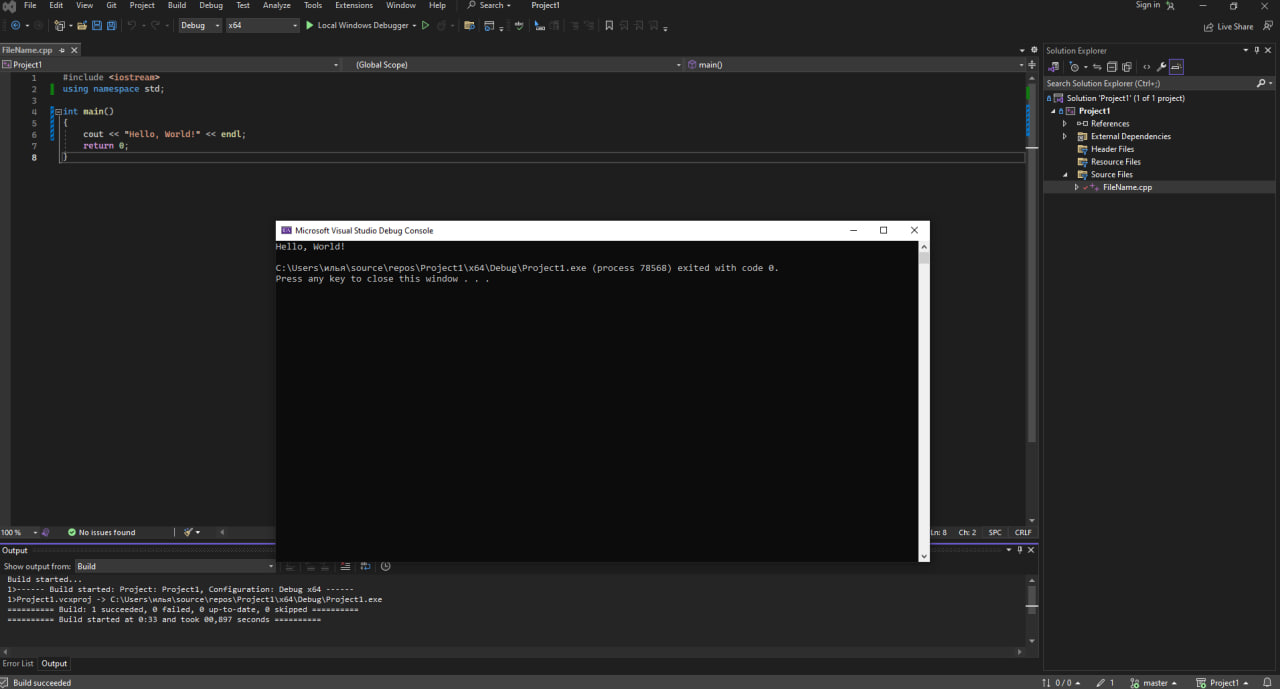 File Edit View Git Project Build Debug Test Analyze Tools Extensions Window Help Search Project1 Sign in
Debug x64 Local Windows Debugger Live Share
FileName.cpp
Project1 (Global Scope) main()
1 #include <iostream>
2 using namespace std;
3
4 int main()
5 {
6 cout << "Hello, World!" << endl;
7 return 0;
8 }
Solution Explorer
Search Solution Explorer (Ctrl+;)
Solution 'Project1' (1 of 1 project)
Project1
References
External Dependencies
Header Files
Resource Files
Source Files
FileName.cpp
Microsoft Visual Studio Debug Console
Hello, World!
C:\Users\илья\source\repos\Project1\x64\Debug\Project1.exe (process 78568) exited with code 0.
Press any key to close this window . . .
100 % No issues found Ln: 8 Ch: 2 SPC CRLF
Output
Show output from: Build
Build started...
1>------ Build started: Project: Project1, Configuration: Debug x64 ------
1>Project1.vcxproj -> C:\Users\илья\source\repos\Project1\x64\Debug\Project1.exe
========== Build: 1 succeeded, 0 failed, 0 up-to-date, 0 skipped ==========
========== Build started at 0:33 and took 00,897 seconds ==========
Error List Output
Build succeeded 0 / 0 1 master Project1